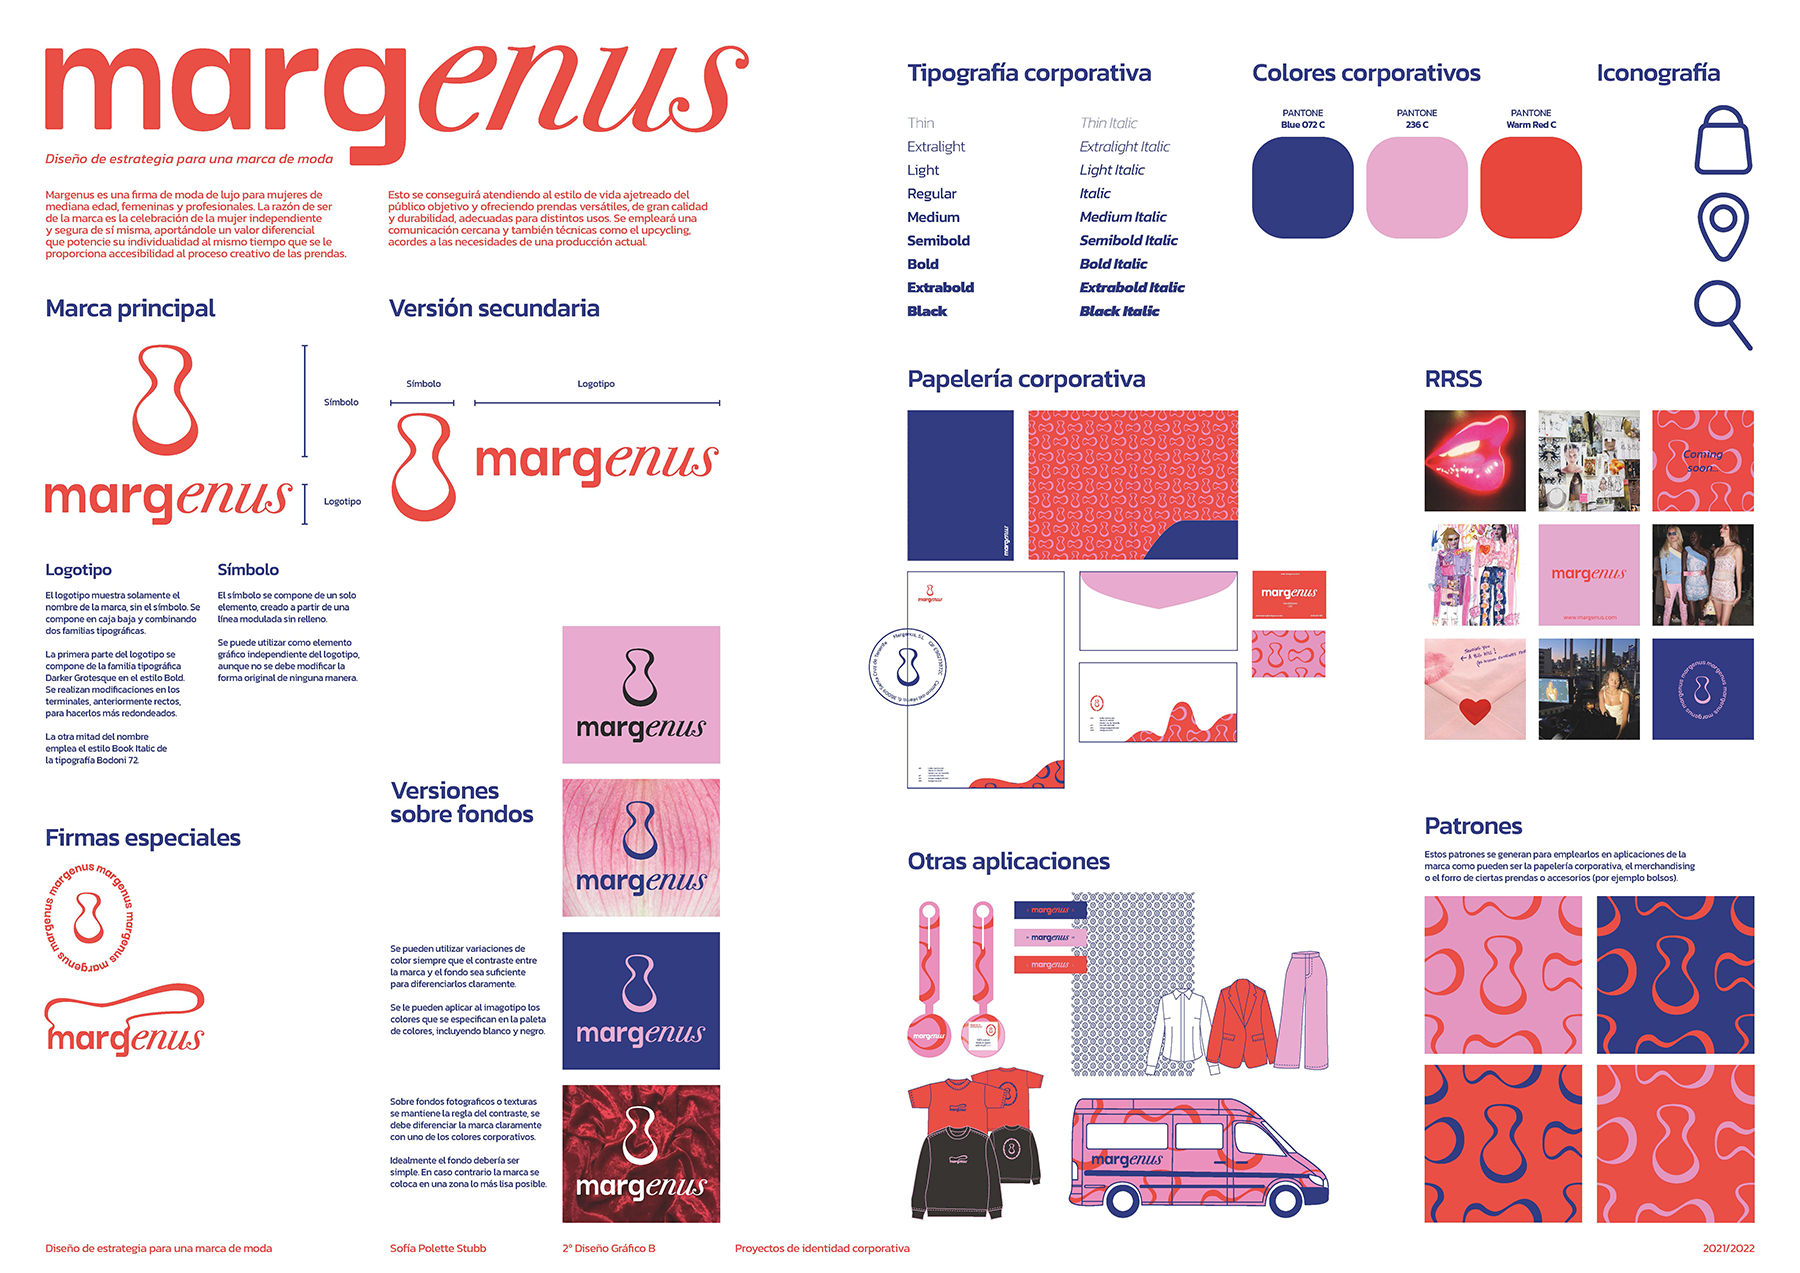 margenus
Diseño de estrategia para una marca de moda
Margenus es una firma de moda de lujo para mujeres de
mediana edad, femeninas y profesionales. La razón de ser
de la marca es la celebración de la mujer independiente
y segura de sí misma, aportándole un valor diferencial
que potencie su individualidad al mismo tiempo que se le
proporciona accesibilidad al proceso creativo de las prendas.
Esto se conseguirá atendiendo al estilo de vida ajetreado del
público objetivo y ofreciendo prendas versátiles, de gran calidad
y durabilidad, adecuadas para distintos usos. Se empleará una
comunicación cercana y también técnicas como el upcycling,
acordes a las necesidades de una producción actual.
Marca principal
Símbolo
margenus
Logotipo
Versión secundaria
Símbolo
Logotipo
margenus
Logotipo
El logotipo muestra solamente el
nombre de la marca, sin el símbolo. Se
compone en caja baja y combinando
dos familias tipográficas.
La primera parte del logotipo se
compone de la familia tipográfica
Darker Grotesque en el estilo Bold.
Se realizan modificaciones en los
terminales, anteriormente rectos,
para hacerlos más redondeados.
La otra mitad del nombre
emplea el estilo Book Italic de
la tipografía Bodoni 72.
Símbolo
El símbolo se compone de un solo
elemento, creado a partir de una
línea modulada sin relleno.
Se puede utilizar como elemento
gráfico independiente del logotipo,
aunque no se debe modificar la
forma original de ninguna manera.
Firmas especiales
margenus margenus margenus margenus
margenus
Versiones
sobre fondos
Se pueden utilizar variaciones de
color siempre que el contraste entre
la marca y el fondo sea suficiente
para diferenciarlos claramente.
Se le pueden aplicar al imagotipo los
colores que se especifican en la paleta
de colores, incluyendo blanco y negro.
Sobre fondos fotograficos o texturas
se mantiene la regla del contraste, se
debe diferenciar la marca claramente
con uno de los colores corporativos.
Idealmente el fondo debería ser
simple. En caso contrario la marca se
coloca en una zona lo más lisa posible.
margenus
margenus
margenus
margenus
Tipografía corporativa
Thin
Extralight
Light
Regular
Medium
Semibold
Bold
Extrabold
Black
Thin Italic
Extralight Italic
Light Italic
Italic
Medium Italic
Semibold Italic
Bold Italic
Extrabold Italic
Black Italic
Colores corporativos
PANTONE
Blue 072 C
PANTONE
236 C
PANTONE
Warm Red C
Iconografía
Papelería corporativa
margenus
margenus
margenus
Margenus, S.L.
RRSS
Coming
soon...
margenus
www.margenus.com
margenus margenus margenus margenus
Otras aplicaciones
margenus
margenus
margenus
margenus
margenus
margenus
margenus
Patrones
Estos patrones se generan para emplearlos en aplicaciones de la
marca como pueden ser la papelería corporativa, el merchandising
o el forro de ciertas prendas o accesorios (por ejemplo bolsos).
Diseño de estrategia para una marca de moda
Sofía Polette Stubb
2º Diseño Gráfico B
Proyectos de identidad corporativa
2021/2022